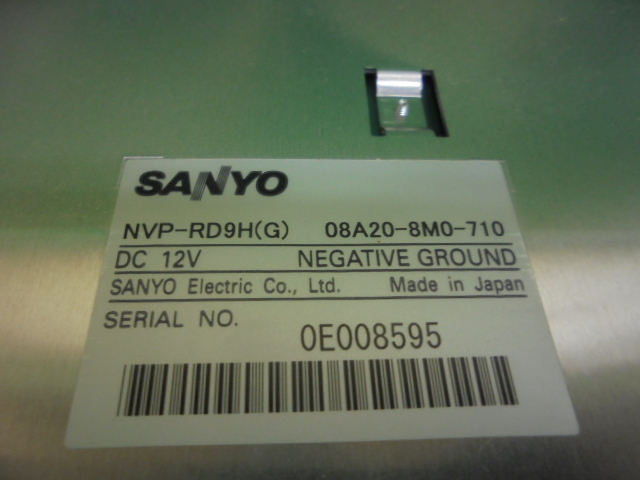 SANYO
NVP-RD9H(G) 08A20-8M0-710
DC 12V NEGATIVE GROUND
SANYO Electric Co., Ltd. Made in Japan
SERIAL NO. 0E008595